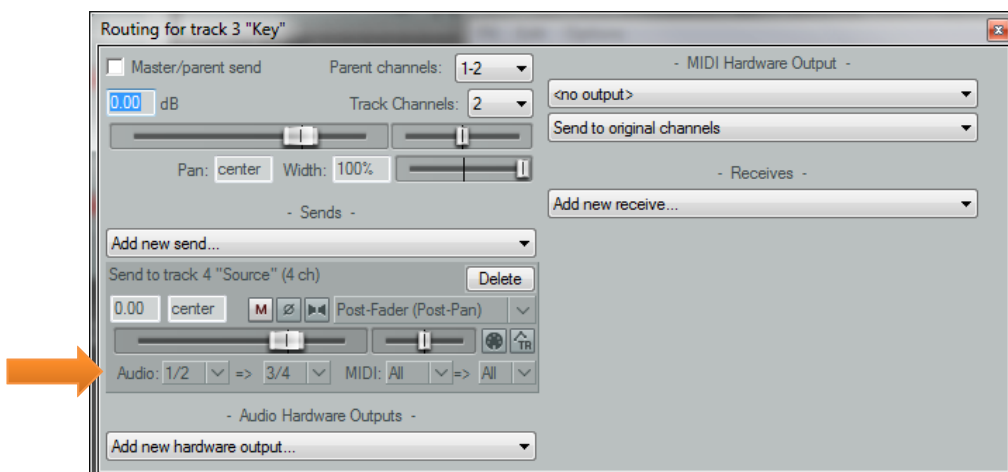 Routing for track 3 "Key"
Master/parent send Parent channels: 1-2
0.00 dB Track Channels: 2
Pan: center Width: 100%
- Sends -
Add new send...
Send to track 4 "Source" (4 ch) Delete
0.00 center M Ø Post-Fader (Post-Pan)
TR
Audio: 1/2 => 3/4 MIDI: All => All
- Audio Hardware Outputs -
Add new hardware output...
- MIDI Hardware Output -
<no output>
Send to original channels
- Receives -
Add new receive...